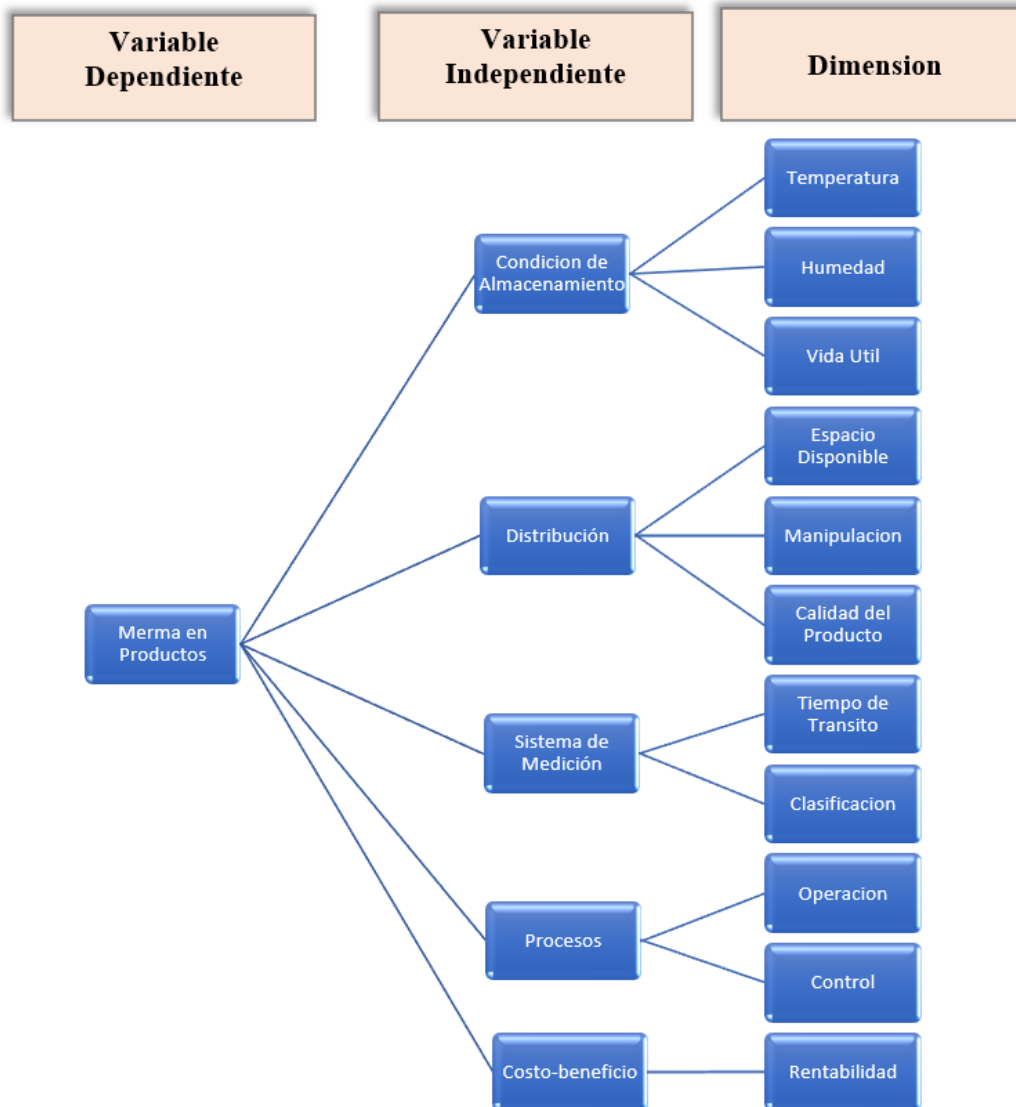 Variable
Dependiente
Variable
Independiente
Dimension
Temperatura
Condicion de
Almacenamiento
Humedad
Vida Util
Espacio
Disponible
Distribución
Manipulacion
Calidad del
Producto
Merma en
Productos
Tiempo de
Transito
Sistema de
Medición
Clasificacion
Operacion
Procesos
Control
Costo-beneficio
Rentabilidad